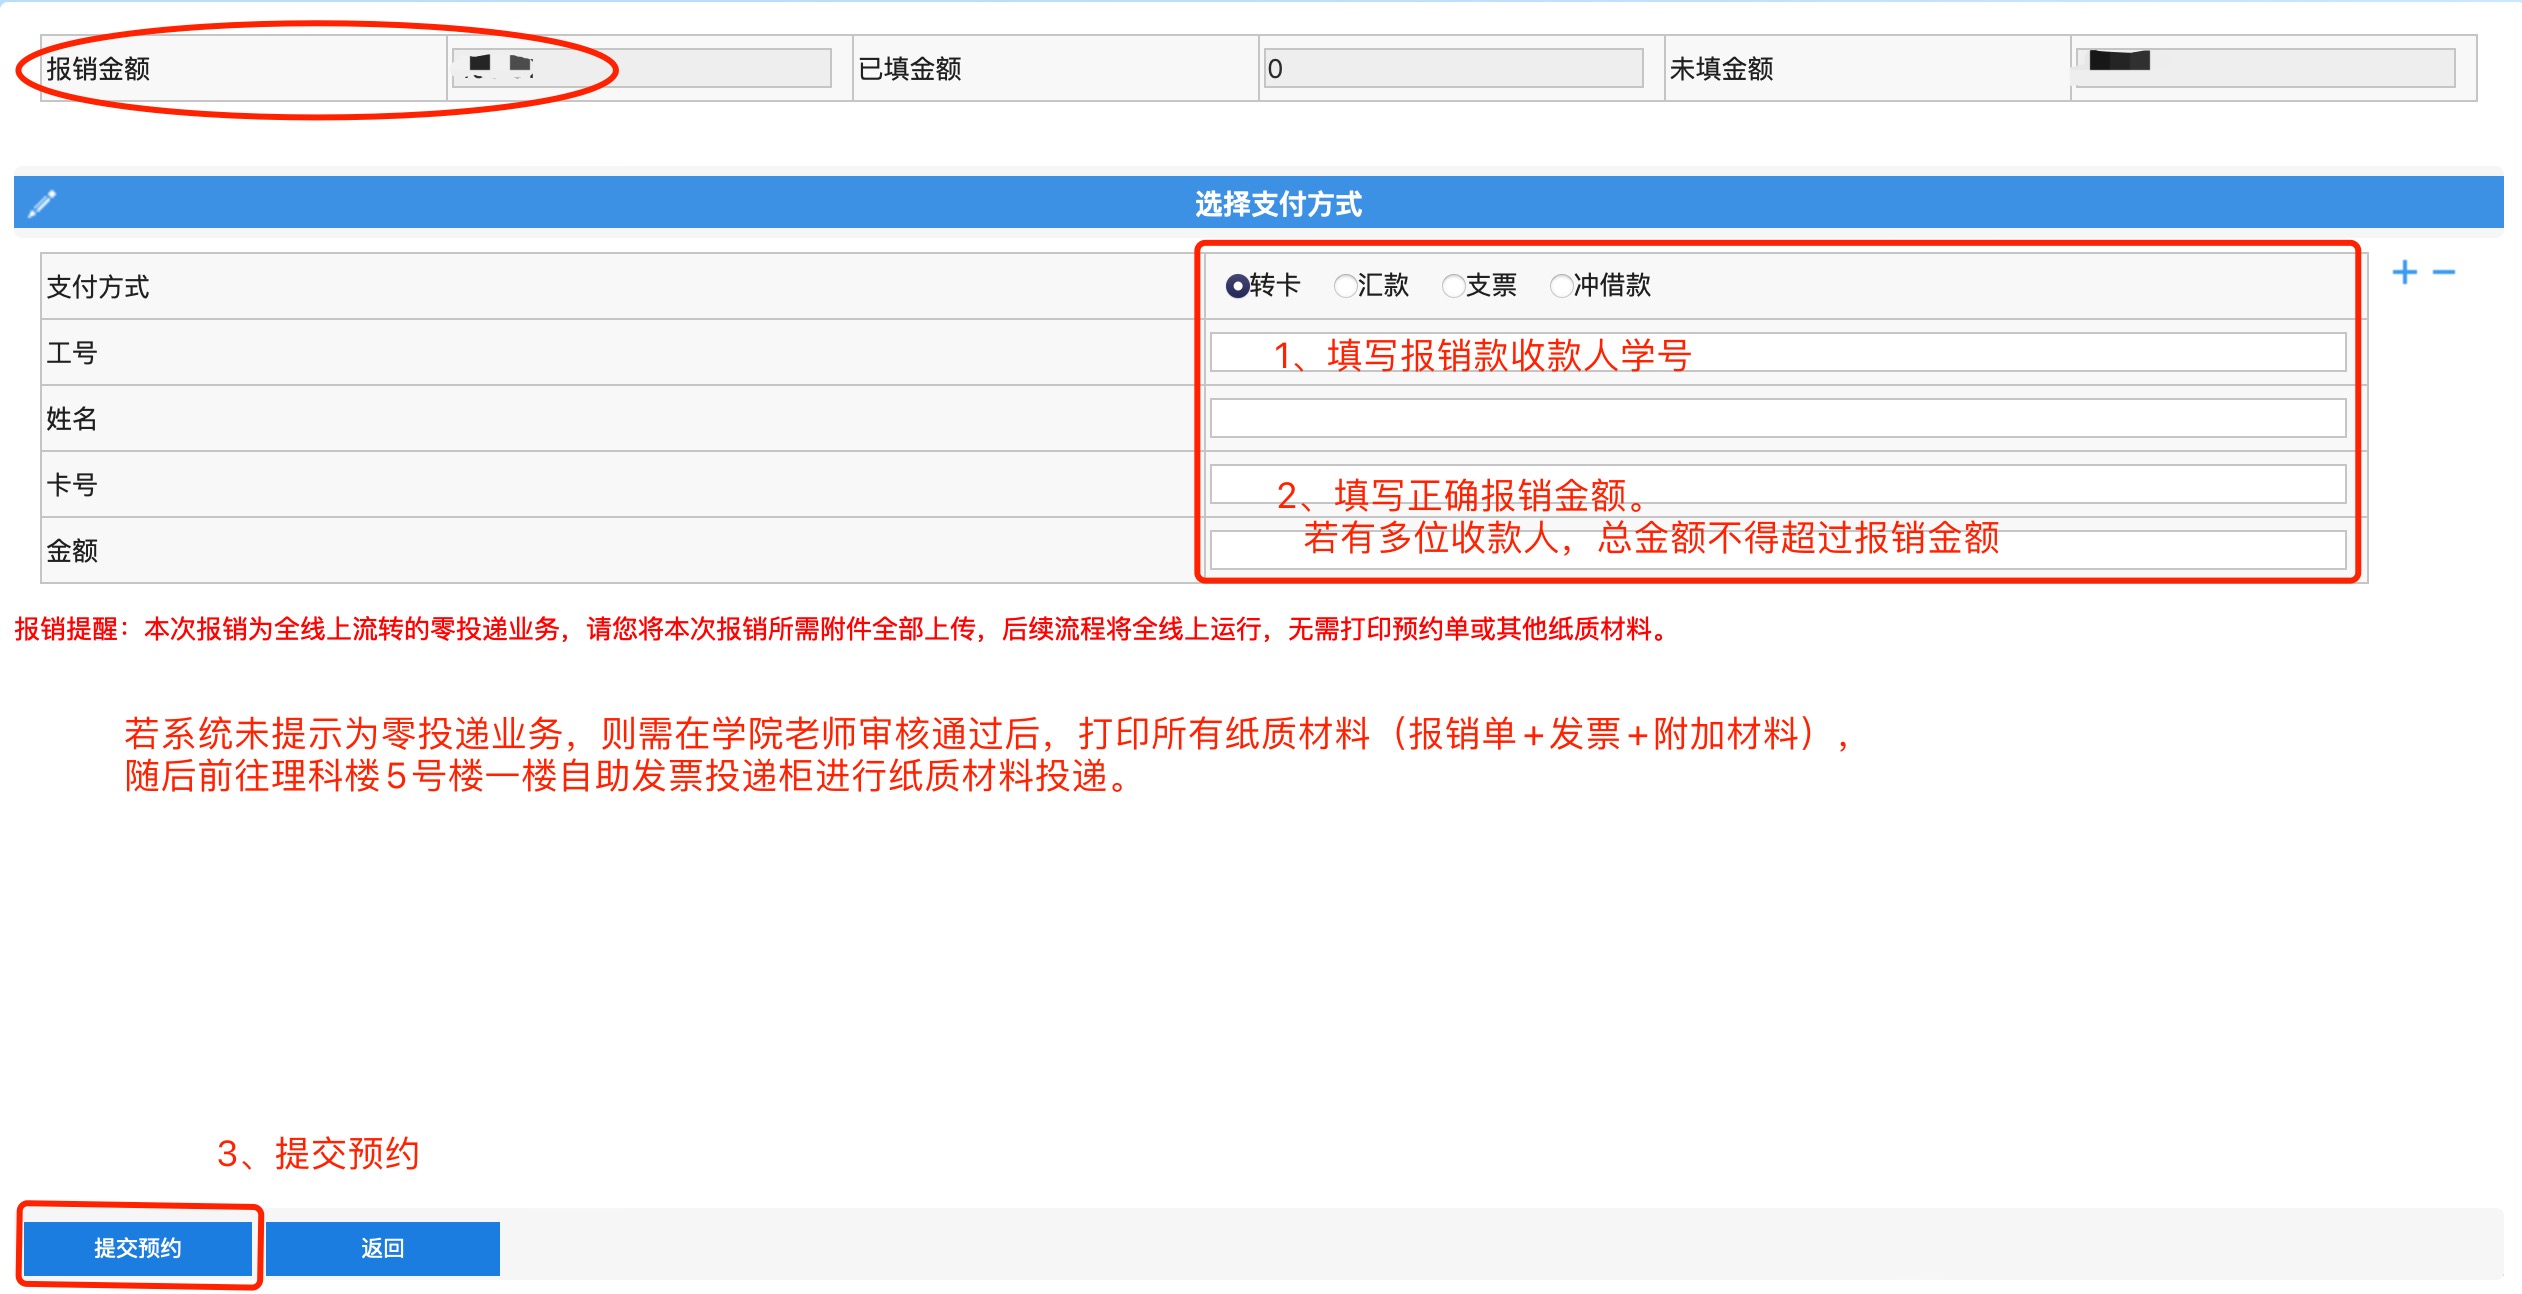 报销金额
已填金额
0
未填金额
选择支付方式
支付方式
转卡 汇款 支票 冲借款
工号
1、填写报销款收款人学号
姓名
卡号
2、填写正确报销金额。
若有多位收款人，总金额不得超过报销金额
金额
报销提醒：本次报销为全线上流转的零投递业务，请您将本次报销所需附件全部上传，后续流程将全线上运行，无需打印预约单或其他纸质材料。
若系统未提示为零投递业务，则需在学院老师审核通过后，打印所有纸质材料（报销单+发票+附加材料），
随后前往理科楼5号楼一楼自助发票投递柜进行纸质材料投递。
3、提交预约
提交预约
返回